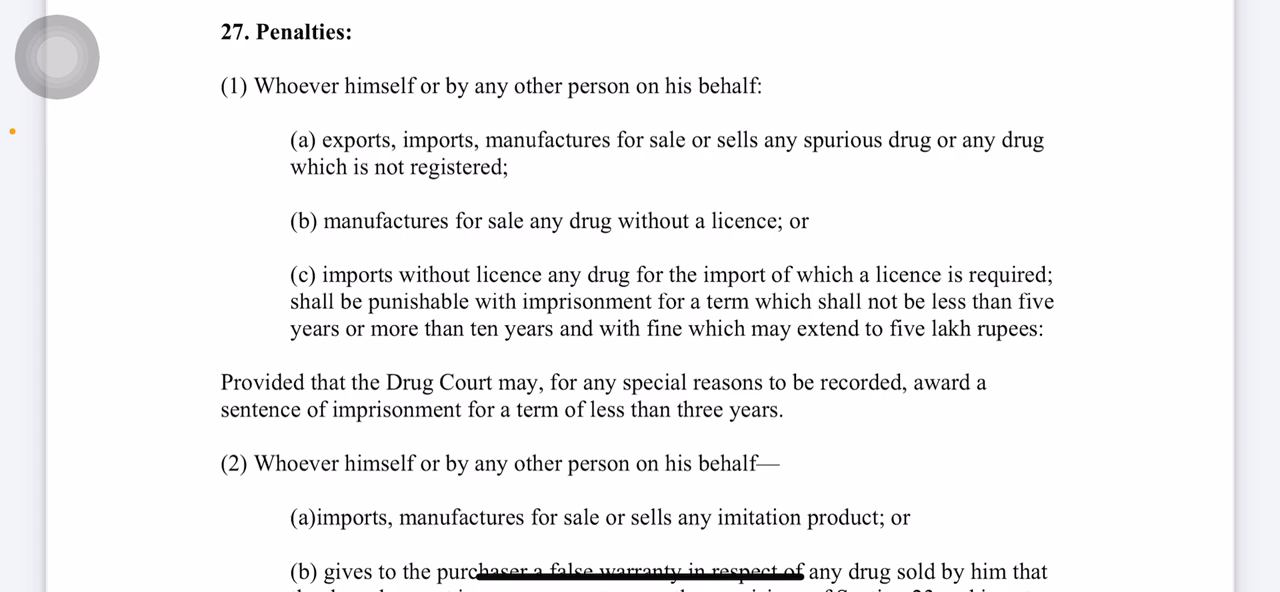 27. Penalties:
(1) Whoever himself or by any other person on his behalf:
(a) exports, imports, manufactures for sale or sells any spurious drug or any drug
which is not registered;
(b) manufactures for sale any drug without a licence; or
(c) imports without licence any drug for the import of which a licence is required;
shall be punishable with imprisonment for a term which shall not be less than five
years or more than ten years and with fine which may extend to five lakh rupees:
Provided that the Drug Court may, for any special reasons to be recorded, award a
sentence of imprisonment for a term of less than three years.
(2) Whoever himself or by any other person on his behalf—
(a)imports, manufactures for sale or sells any imitation product; or
(b) gives to the purchaser a false warranty in respect of any drug sold by him that